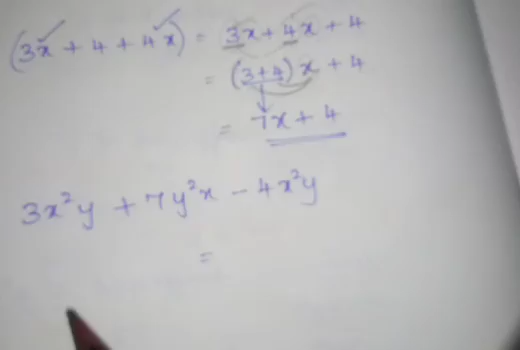 (3x + 4 + 4x) = 3x + 4x + 4
= (3+4)x + 4
= 7x + 4
3x²y + 7y²x - 4x²y
=